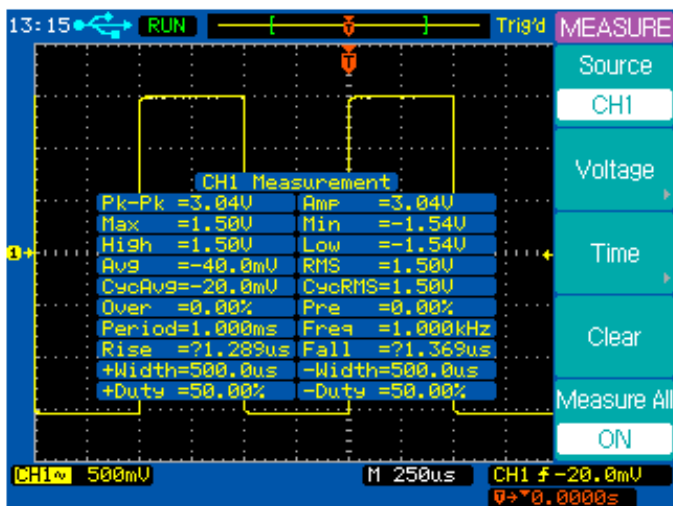 13:15 RUN Trig'd MEASURE
T
Source
CH1
Voltage
Time
Clear
Measure All
ON
CH1 Measurement
Pk-Pk =3.04V Amp =3.04V
Max =1.50V Min =-1.54V
High =1.50V Low =-1.54V
Avg =-40.0mV RMS =1.50V
CycAvg=-20.0mV CycRMS=1.50V
Over =0.00% Pre =0.00%
Period=1.000ms Freq =1.000kHz
Rise =?1.289us Fall =?1.369us
+Width=500.0us -Width=500.0us
+Duty =50.00% -Duty =50.00%
1
CH1~ 500mV M 250us CH1 -20.0mV
T→ 0.0000s